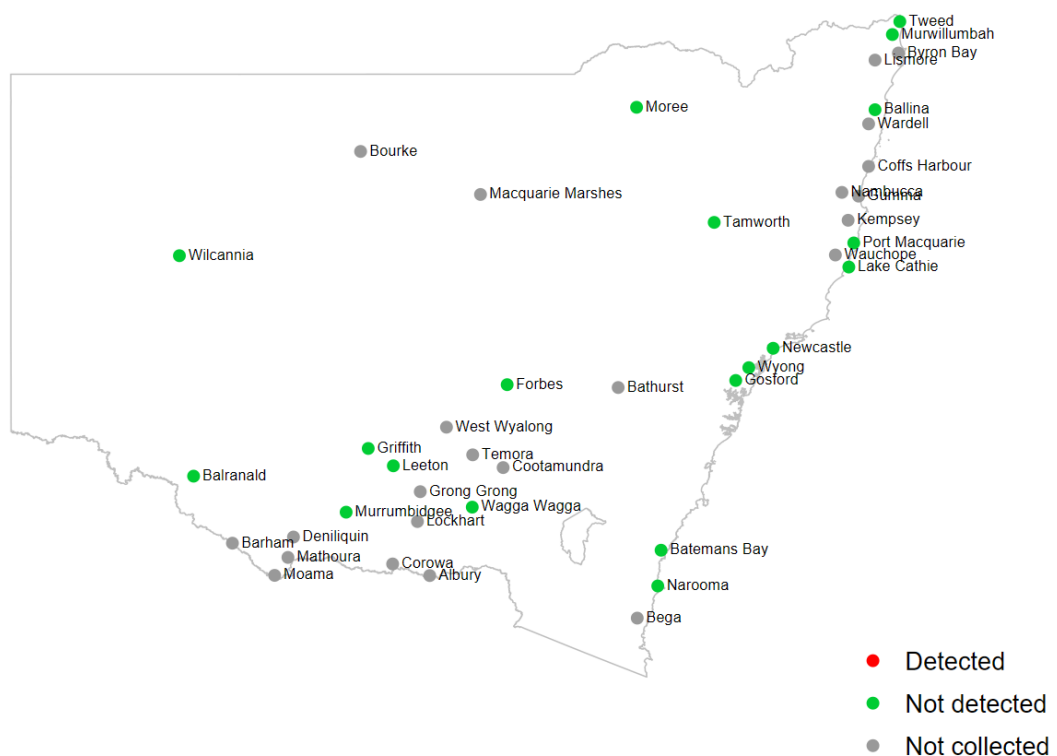 Tweed
Murwillumbah
Byron Bay
Lismore
Moree
Ballina
Wardell
Bourke
Coffs Harbour
Macquarie Marshes
Nambucca
Gumma
Tamworth
Kempsey
Port Macquarie
Wilcannia
Wauchope
Lake Cathie
Newcastle
Wyong
Gosford
Forbes
Bathurst
West Wyalong
Griffith
Temora
Leeton
Cootamundra
Balranald
Grong Grong
Wagga Wagga
Murrumbidgee
Lockhart
Deniliquin
Barham
Batemans Bay
Mathoura
Corowa
Moama
Albury
Narooma
Bega
Detected
Not detected
Not collected